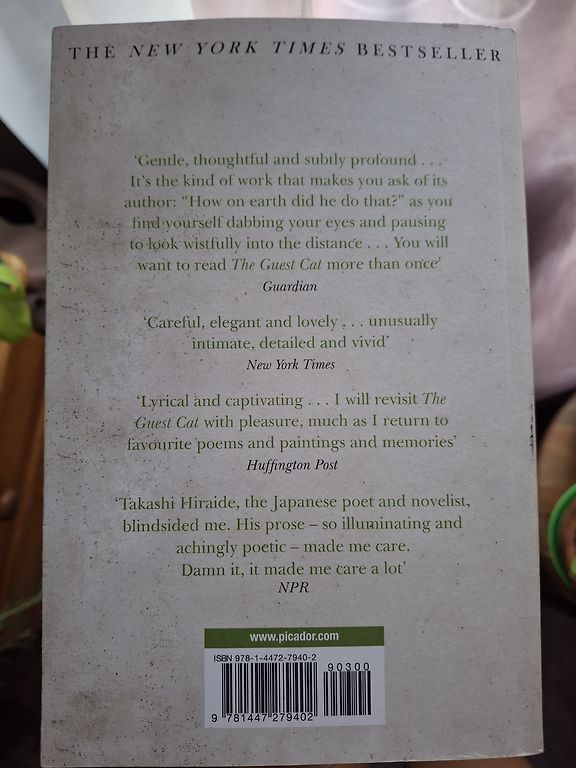 THE NEW YORK TIMES BESTSELLER
‘Gentle, thoughtful and subtly profound . . .
It’s the kind of work that makes you ask of its
author: “How on earth did he do that?” as you
find yourself dabbing your eyes and pausing
to look wistfully into the distance . . . You will
want to read The Guest Cat more than once’
Guardian
‘Careful, elegant and lovely . . . unusually
intimate, detailed and vivid’
New York Times
‘Lyrical and captivating . . . I will revisit The
Guest Cat with pleasure, much as I return to
favourite poems and paintings and memories’
Huffington Post
‘Takashi Hiraide, the Japanese poet and novelist,
blindsided me. His prose – so illuminating and
achingly poetic – made me care.
Damn it, it made me care a lot’
NPR
www.picador.com
ISBN 978-1-4472-7940-2
90300
9 781447 279402